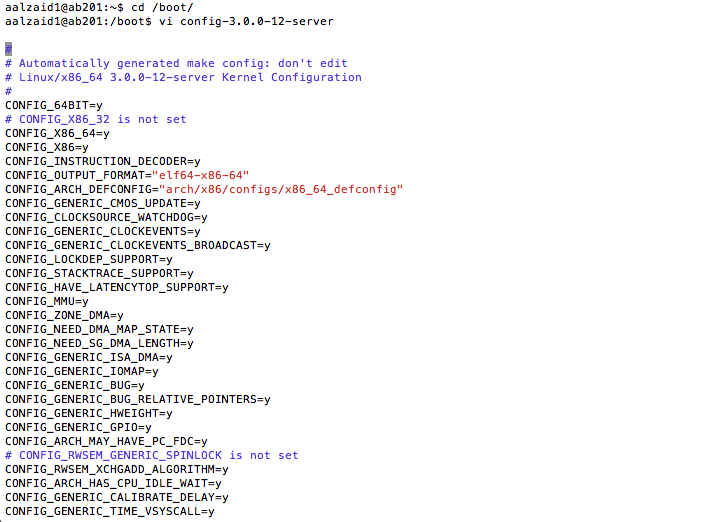 aalzaid1@ab201:~$ cd /boot/
aalzaid1@ab201:/boot$ vi config-3.0.0-12-server
#
# Automatically generated make config: don't edit
# Linux/x86_64 3.0.0-12-server Kernel Configuration
#
CONFIG_64BIT=y
# CONFIG_X86_32 is not set
CONFIG_X86_64=y
CONFIG_X86=y
CONFIG_INSTRUCTION_DECODER=y
CONFIG_OUTPUT_FORMAT="elf64-x86-64"
CONFIG_ARCH_DEFCONFIG="arch/x86/configs/x86_64_defconfig"
CONFIG_GENERIC_CMOS_UPDATE=y
CONFIG_CLOCKSOURCE_WATCHDOG=y
CONFIG_GENERIC_CLOCKEVENTS=y
CONFIG_GENERIC_CLOCKEVENTS_BROADCAST=y
CONFIG_LOCKDEP_SUPPORT=y
CONFIG_STACKTRACE_SUPPORT=y
CONFIG_HAVE_LATENCYTOP_SUPPORT=y
CONFIG_MMU=y
CONFIG_ZONE_DMA=y
CONFIG_NEED_DMA_MAP_STATE=y
CONFIG_NEED_SG_DMA_LENGTH=y
CONFIG_GENERIC_ISA_DMA=y
CONFIG_GENERIC_IOMAP=y
CONFIG_GENERIC_BUG=y
CONFIG_GENERIC_BUG_RELATIVE_POINTERS=y
CONFIG_GENERIC_HWEIGHT=y
CONFIG_GENERIC_GPIO=y
CONFIG_ARCH_MAY_HAVE_PC_FDC=y
# CONFIG_RWSEM_GENERIC_SPINLOCK is not set
CONFIG_RWSEM_XCHGADD_ALGORITHM=y
CONFIG_ARCH_HAS_CPU_IDLE_WAIT=y
CONFIG_GENERIC_CALIBRATE_DELAY=y
CONFIG_GENERIC_TIME_VSYSCALL=y